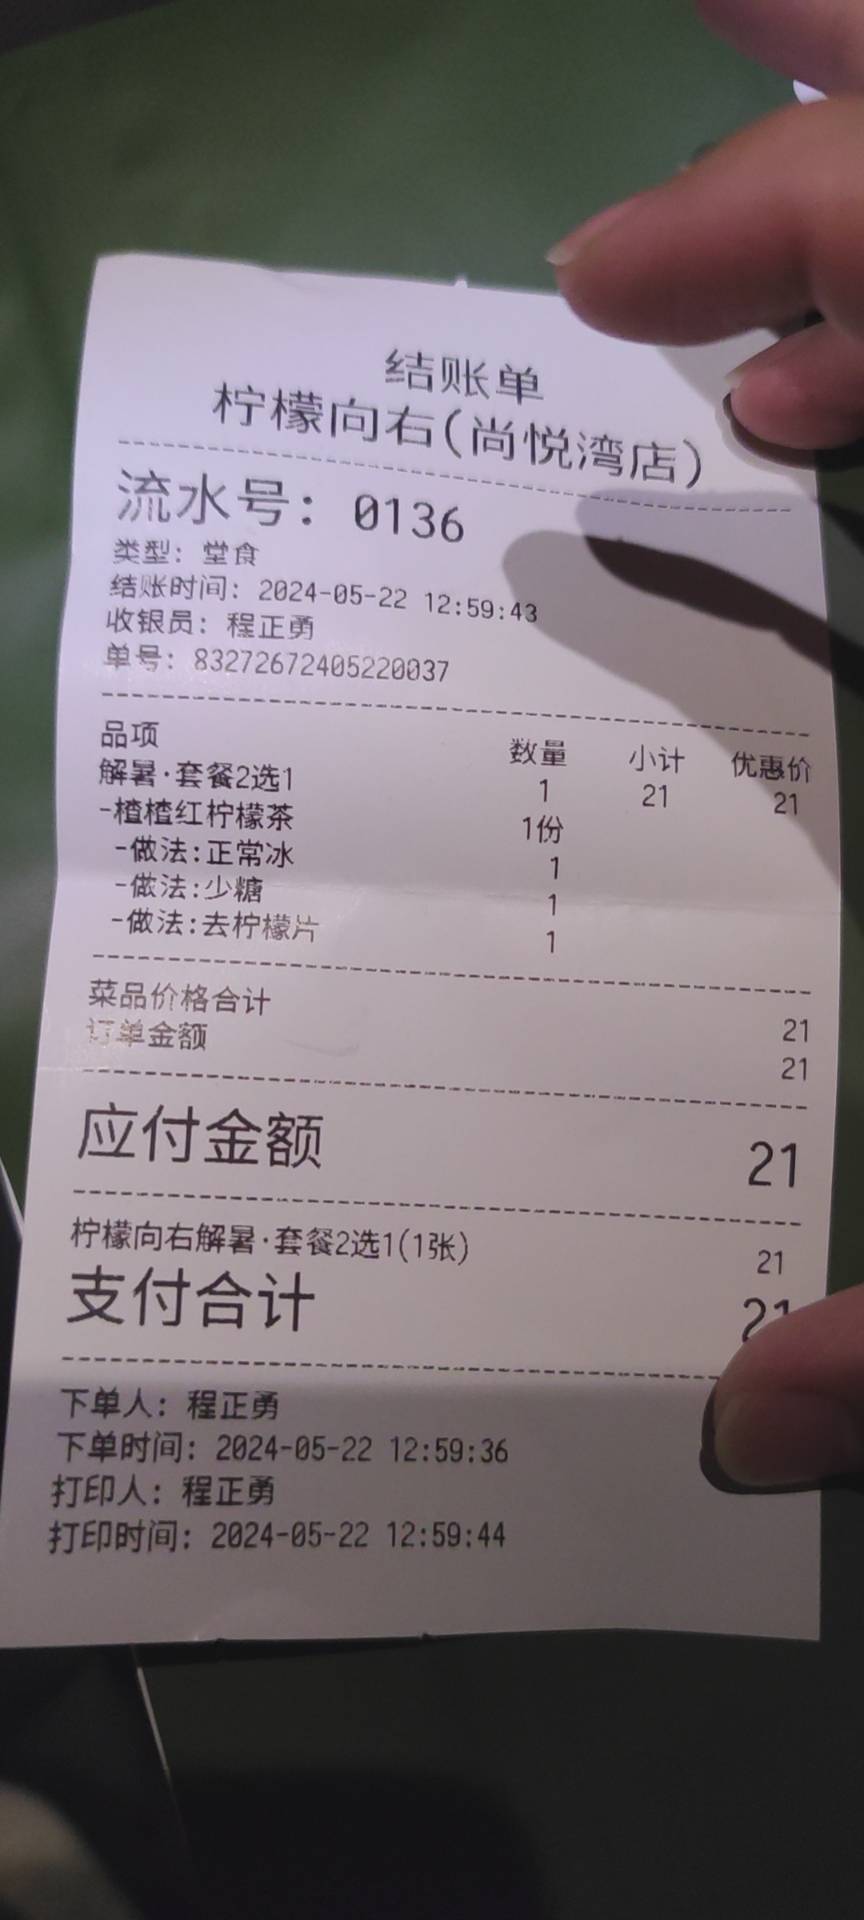 结账单
柠檬向右(尚悦湾店)
流水号: 0136
类型: 堂食
结账时间: 2024-05-22 12:59:43
收银员: 程正勇
单号: 83272672405220037
品项 数量 小计 优惠价
解暑·套餐2选1 1 21 21
-楂楂红柠檬茶 1份
-做法:正常冰 1
-做法:少糖 1
-做法:去柠檬片 1
菜品价格合计 21
订单金额 21
应付金额 21
柠檬向右解暑·套餐2选1(1张) 21
支付合计 21
下单人: 程正勇
下单时间: 2024-05-22 12:59:36
打印人: 程正勇
打印时间: 2024-05-22 12:59:44